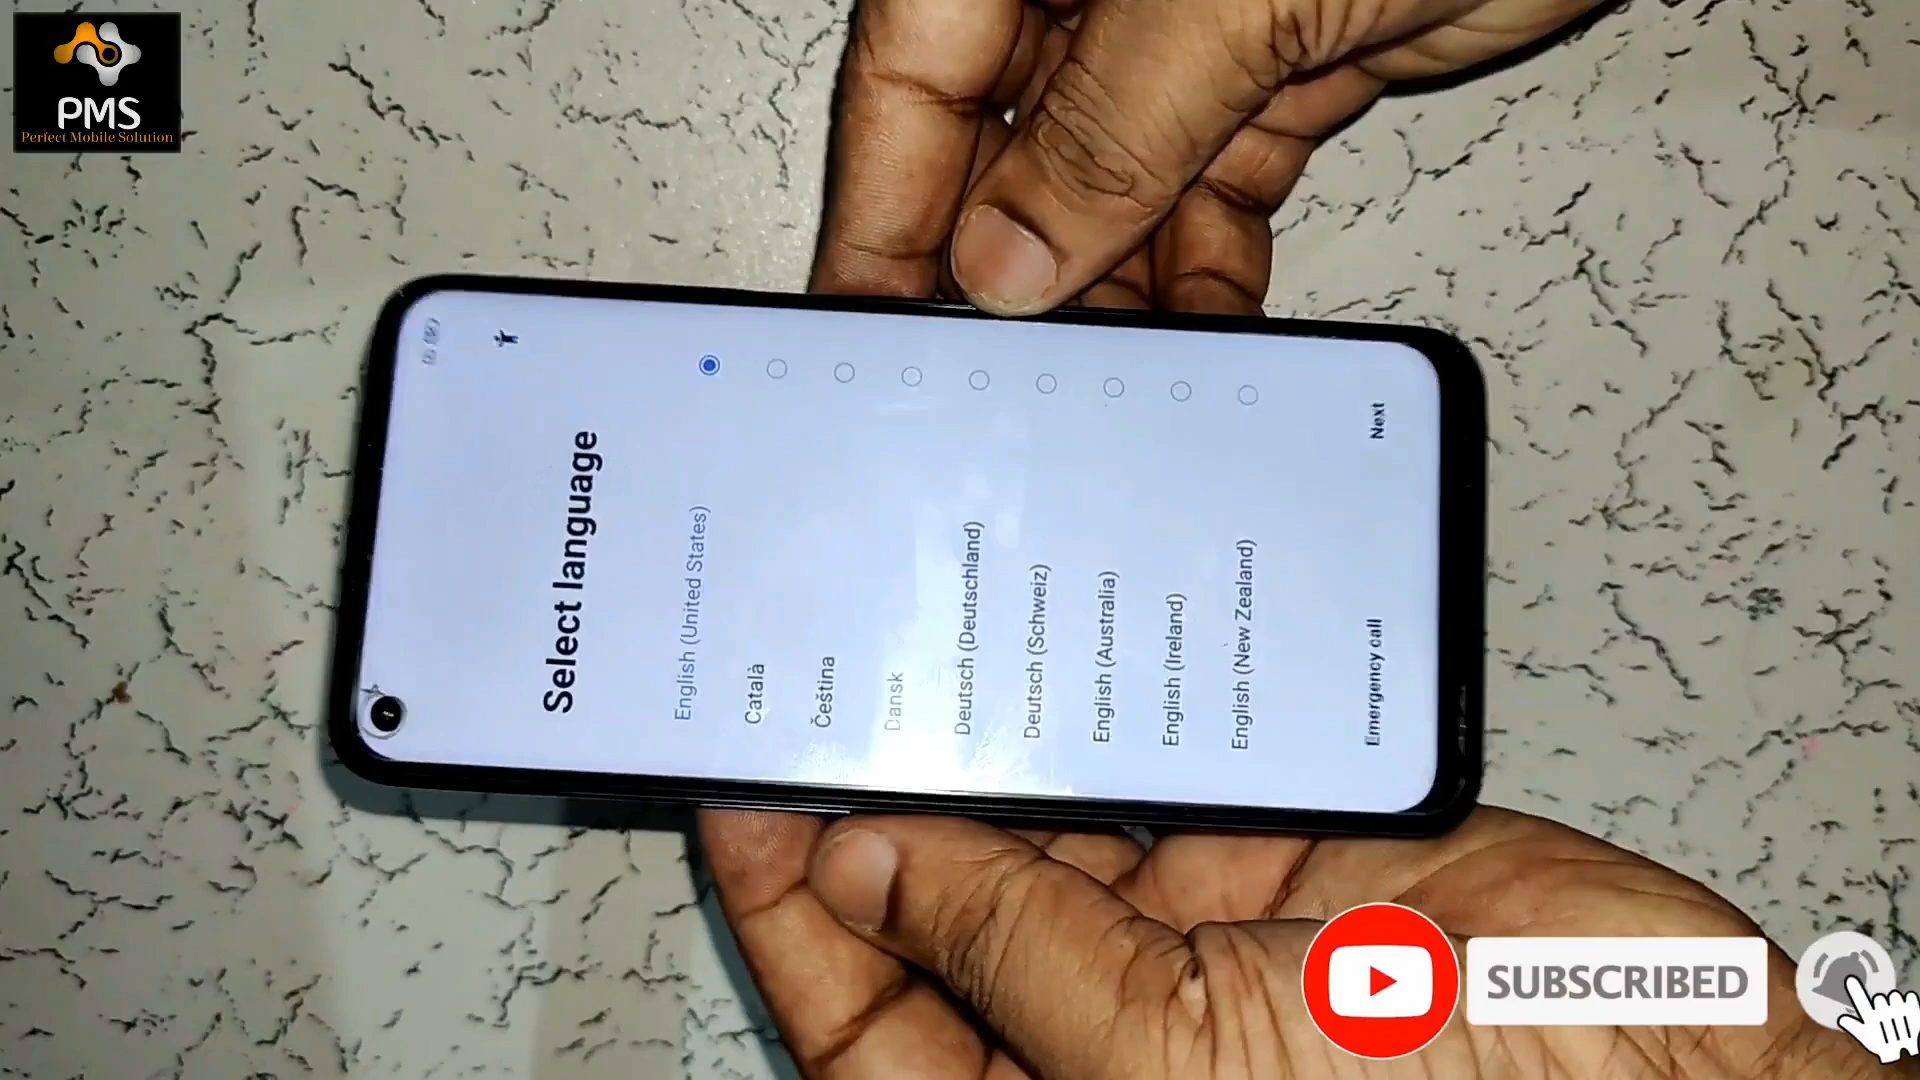 PMS
Perfect Mobile Solution
Select language
English (United States)
Català
Čeština
Dansk
Deutsch (Deutschland)
Deutsch (Schweiz)
English (Australia)
English (Ireland)
English (New Zealand)
Emergency call
Next
SUBSCRIBED